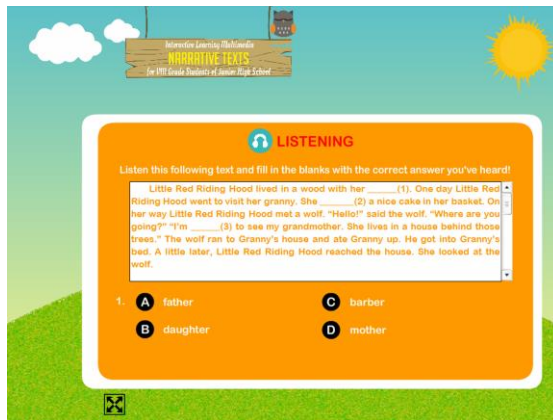 Interactive Learning Multimedia
NARRATIVE TEXTS
for VIII Grade Students of Junior High School
LISTENING
Listen this following text and fill in the blanks with the correct answer you've heard!
Little Red Riding Hood lived in a wood with her ______(1). One day Little Red
Riding Hood went to visit her granny. She ______(2) a nice cake in her basket. On
her way Little Red Riding Hood met a wolf. “Hello!” said the wolf. “Where are you
going?” “I’m ______(3) to see my grandmother. She lives in a house behind those
trees.” The wolf ran to Granny’s house and ate Granny up. He got into Granny’s
bed. A little later, Little Red Riding Hood reached the house. She looked at the
wolf.
1. A father
C barber
B daughter
D mother